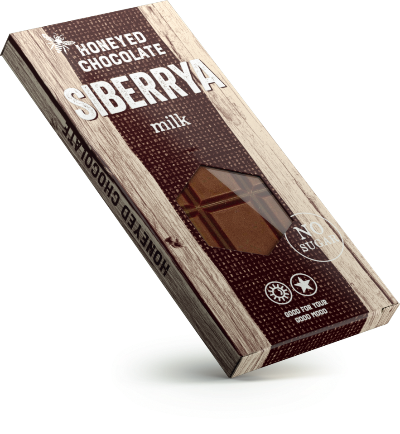 HONEYED
CHOCOLATE
SIBERRYA
milk
NO
SUGAR
GOOD FOR YOUR
GOOD MOOD
HONEYED CHOCOLATE